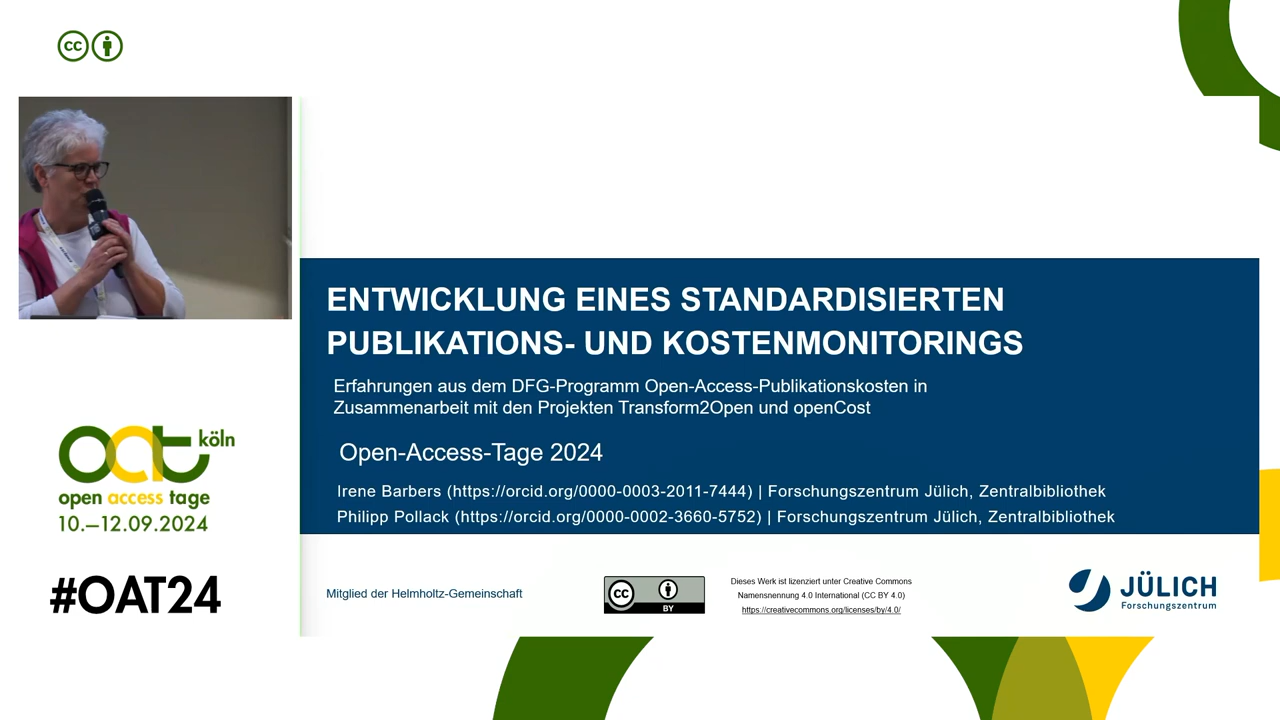 ENTWICKLUNG EINES STANDARDISIERTEN
PUBLIKATIONS- UND KOSTENMONITORINGS
Erfahrungen aus dem DFG-Programm Open-Access-Publikationskosten in
Zusammenarbeit mit den Projekten Transform2Open und openCost
Open-Access-Tage 2024
Irene Barbers (https://orcid.org/0000-0003-2011-7444) | Forschungszentrum Jülich, Zentralbibliothek
Philipp Pollack (https://orcid.org/0000-0002-3660-5752) | Forschungszentrum Jülich, Zentralbibliothek
Mitglied der Helmholtz-Gemeinschaft
cc
BY
Dieses Werk ist lizenziert unter Creative Commons
Namensnennung 4.0 International (CC BY 4.0)
https://creativecommons.org/licenses/by/4.0/
JÜLICH
Forschungszentrum
cc
oat köln
open access tage
10.–12.09.2024
#OAT24